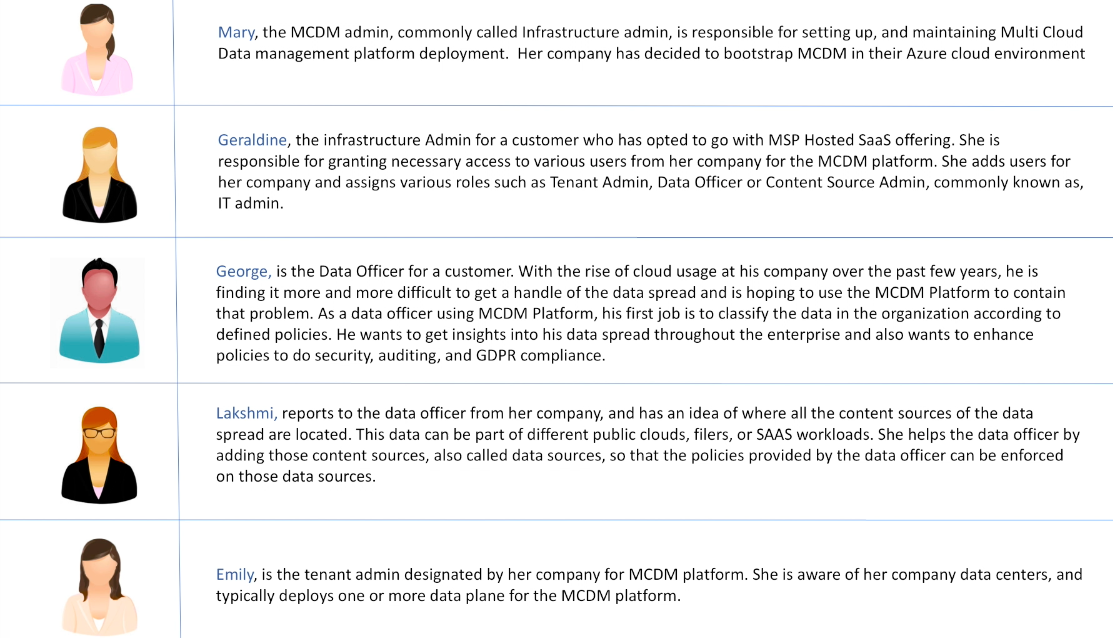 Mary, the MCDM admin, commonly called Infrastructure admin, is responsible for setting up, and maintaining Multi Cloud
Data management platform deployment.  Her company has decided to bootstrap MCDM in their Azure cloud environment
Geraldine, the infrastructure Admin for a customer who has opted to go with MSP Hosted SaaS offering. She is
responsible for granting necessary access to various users from her company for the MCDM platform. She adds users for
her company and assigns various roles such as Tenant Admin, Data Officer or Content Source Admin, commonly known as,
IT admin.
George, is the Data Officer for a customer. With the rise of cloud usage at his company over the past few years, he is
finding it more and more difficult to get a handle of the data spread and is hoping to use the MCDM Platform to contain
that problem. As a data officer using MCDM Platform, his first job is to classify the data in the organization according to
defined policies. He wants to get insights into his data spread throughout the enterprise and also wants to enhance
policies to do security, auditing, and GDPR compliance.
Lakshmi, reports to the data officer from her company, and has an idea of where all the content sources of the data
spread are located. This data can be part of different public clouds, filers, or SAAS workloads. She helps the data officer by
adding those content sources, also called data sources, so that the policies provided by the data officer can be enforced
on those data sources.
Emily, is the tenant admin designated by her company for MCDM platform. She is aware of her company data centers, and
typically deploys one or more data plane for the MCDM platform.